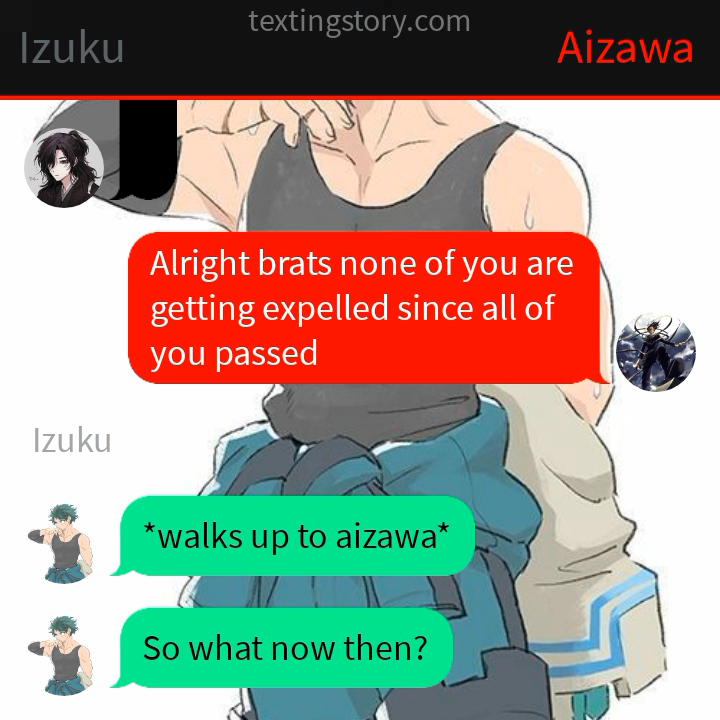 textingstory.com
Izuku
Aizawa
Alright brats none of you are
getting expelled since all of
you passed
Izuku
*walks up to aizawa*
So what now then?